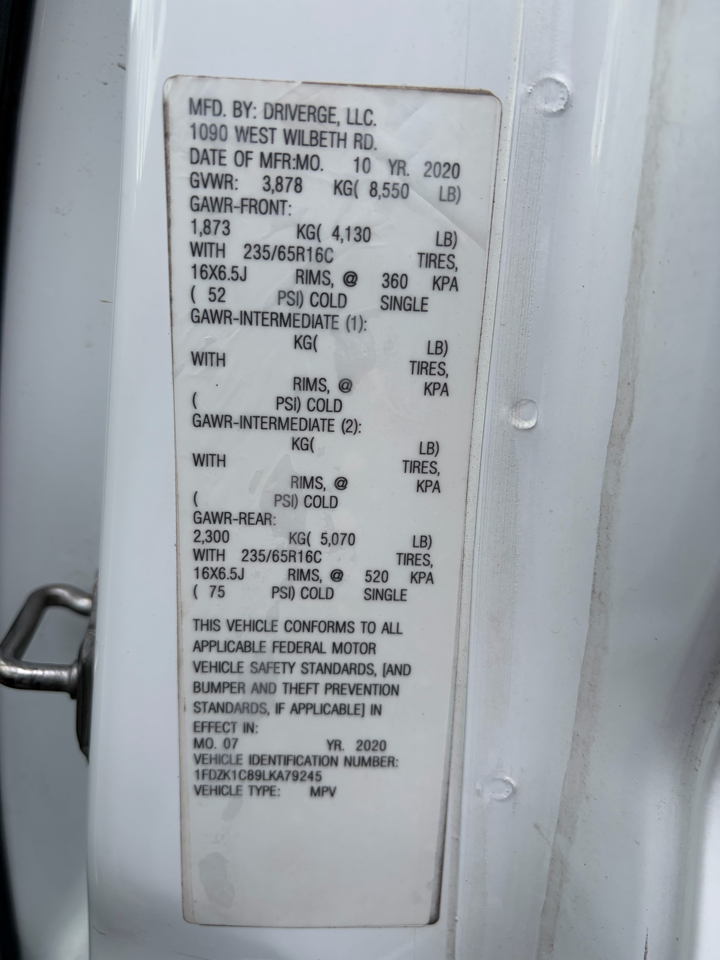 MFD. BY: DRIVERGE, LLC.
1090 WEST WILBETH RD.
DATE OF MFR:MO. 10 YR. 2020
GVWR: 3,878 KG( 8,550 LB)
GAWR-FRONT:
1,873 KG( 4,130 LB)
WITH 235/65R16C TIRES,
16X6.5J RIMS, @ 360 KPA
( 52 PSI) COLD SINGLE
GAWR-INTERMEDIATE (1):
KG( LB)
WITH TIRES,
RIMS, @ KPA
( PSI) COLD
GAWR-INTERMEDIATE (2):
KG( LB)
WITH TIRES,
RIMS, @ KPA
( PSI) COLD
GAWR-REAR:
2,300 KG( 5,070 LB)
WITH 235/65R16C TIRES,
16X6.5J RIMS, @ 520 KPA
( 75 PSI) COLD SINGLE
THIS VEHICLE CONFORMS TO ALL
APPLICABLE FEDERAL MOTOR
VEHICLE SAFETY STANDARDS, [AND
BUMPER AND THEFT PREVENTION
STANDARDS, IF APPLICABLE] IN
EFFECT IN:
MO. 07 YR. 2020
VEHICLE IDENTIFICATION NUMBER:
1FDZK1C89LKA79245
VEHICLE TYPE: MPV